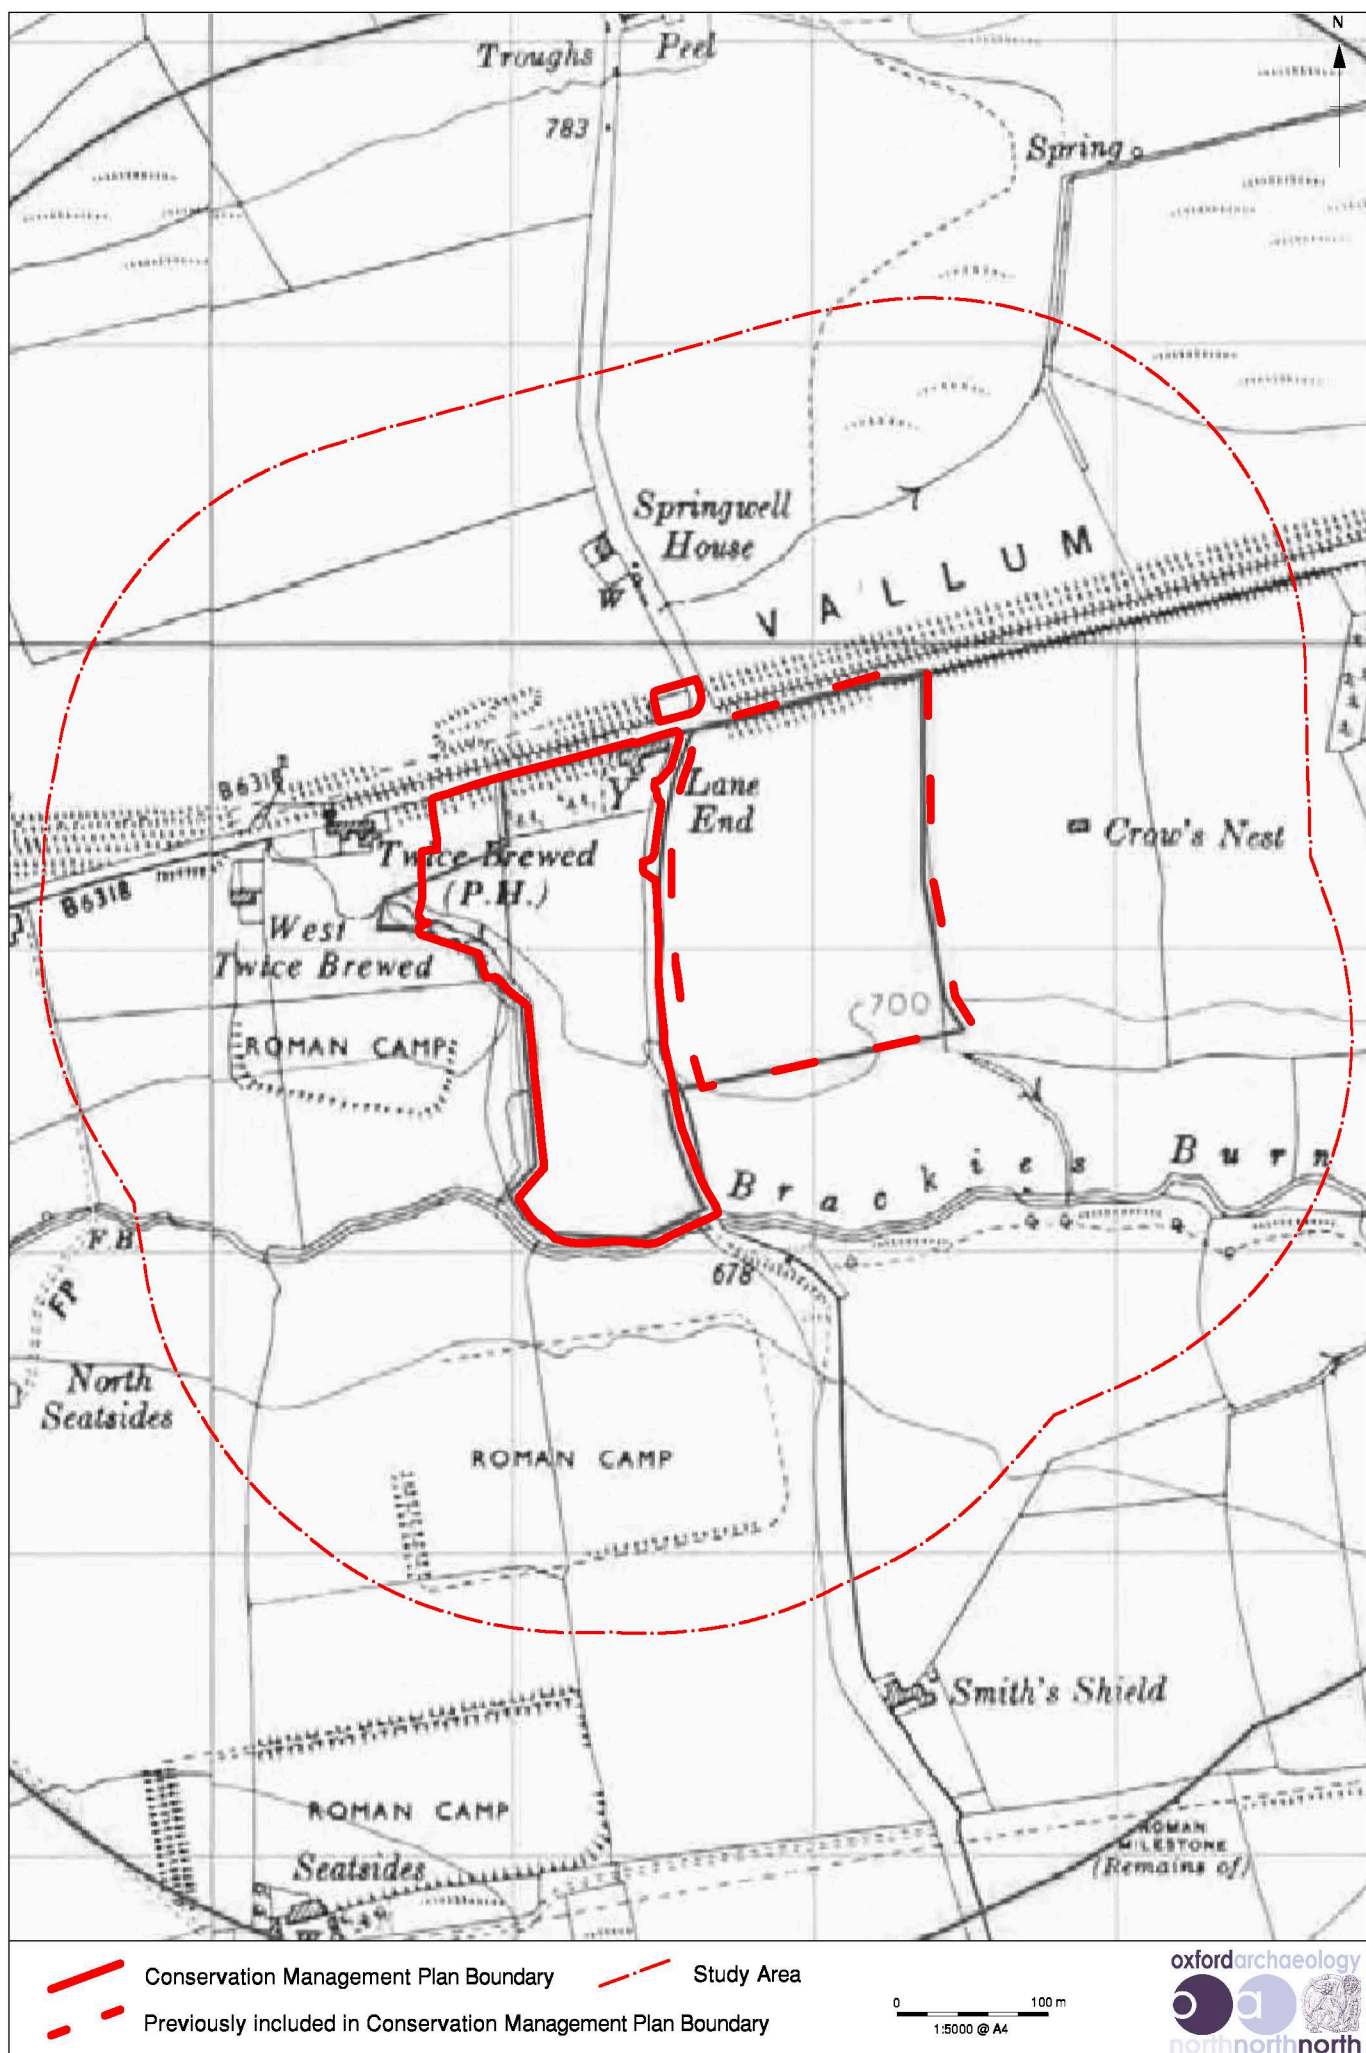 N
Troughs
Peel
783
Spring
Springwell
House
W
VALLUM
B6318
Y
Lane
End
Twice Brewed
(P.H.)
Crow's Nest
B6318
West
Twice Brewed
700
ROMAN CAMP
Brackies Burn
F.B.
678
FP
North
Seatsides
ROMAN CAMP
Smith's Shield
ROMAN CAMP
ROMAN
MILESTONE
(Remains of)
Seatsides
W
Conservation Management Plan Boundary
Study Area
Previously included in Conservation Management Plan Boundary
0 100 m
1:5000 @ A4
oxfordarchaeology
a
northnorthnorth